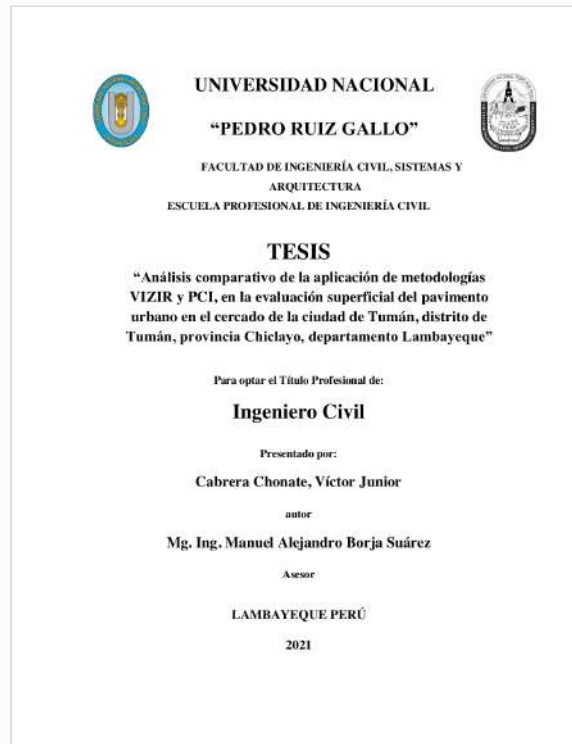 UNIVERSIDAD NACIONAL
“PEDRO RUIZ GALLO”
FACULTAD DE INGENIERÍA CIVIL, SISTEMAS Y
ARQUITECTURA
ESCUELA PROFESIONAL DE INGENIERÍA CIVIL
TESIS
“Análisis comparativo de la aplicación de metodologías
VIZIR y PCI, en la evaluación superficial del pavimento
urbano en el cercado de la ciudad de Tumán, distrito de
Tumán, provincia Chiclayo, departamento Lambayeque”
Para optar el Título Profesional de:
Ingeniero Civil
Presentado por:
Cabrera Chonate, Víctor Junior
autor
Mg. Ing. Manuel Alejandro Borja Suárez
Asesor
LAMBAYEQUE PERÚ
2021